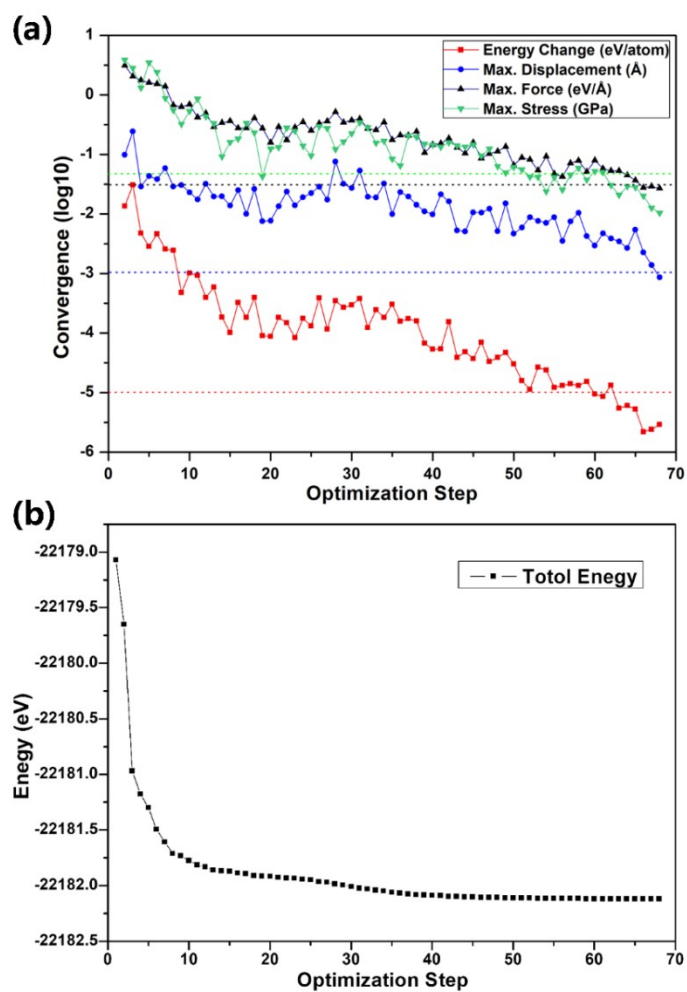 (a)
1
0
-1
-2
-3
-4
-5
-6
Convergence (log10)
Energy Change (eV/atom)
Max. Displacement (Å)
Max. Force (eV/Å)
Max. Stress (GPa)
0 10 20 30 40 50 60 70
Optimization Step
(b)
-22179.0
-22179.5
-22180.0
-22180.5
-22181.0
-22181.5
-22182.0
-22182.5
Enegy (eV)
Totol Enegy
0 10 20 30 40 50 60 70
Optimization Step